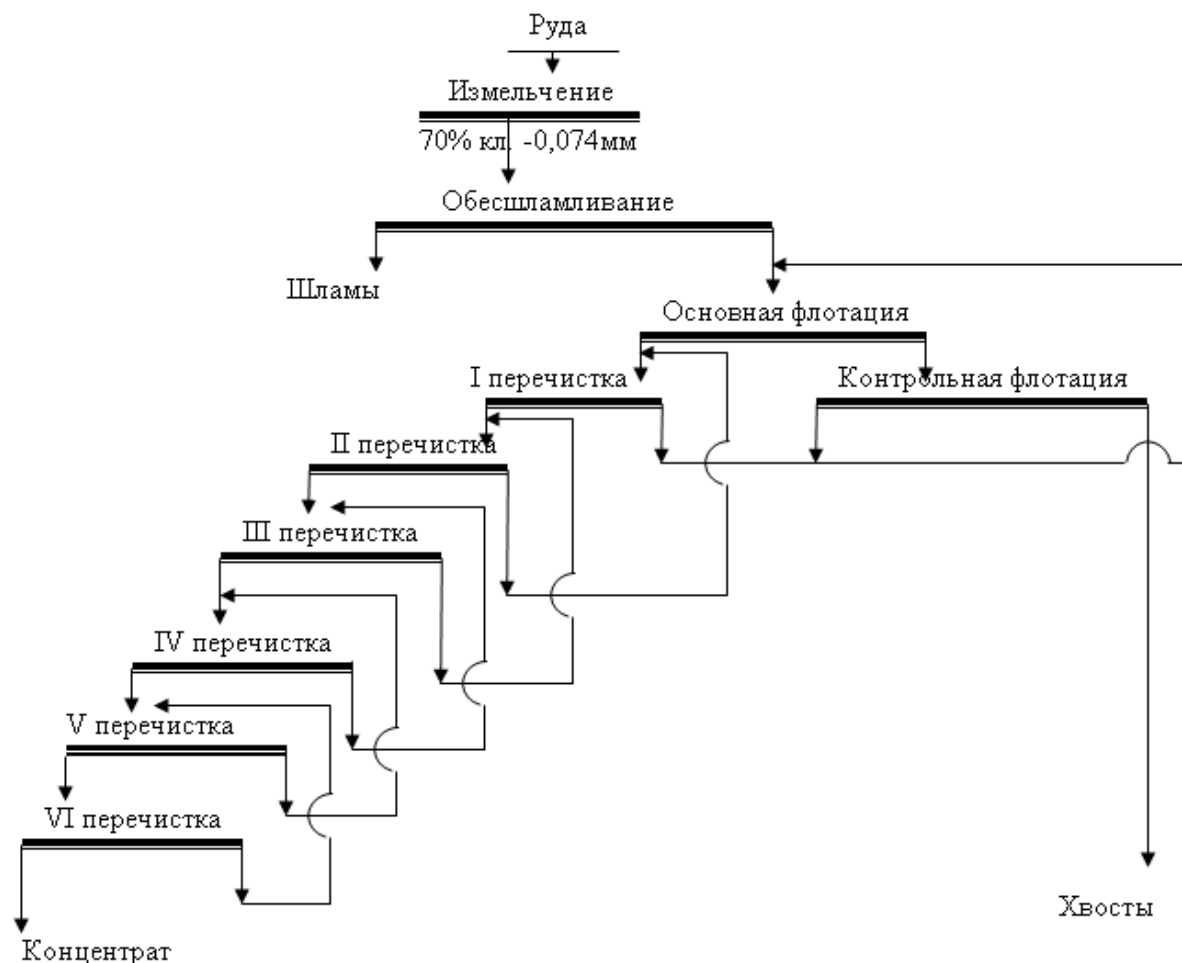 Руда
Измельчение
70% кл. -0,074мм
Обесшламливание
Шламы
Основная флотация
I перечистка
Контрольная флотация
II перечистка
III перечистка
IV перечистка
V перечистка
VI перечистка
Хвосты
Концентрат